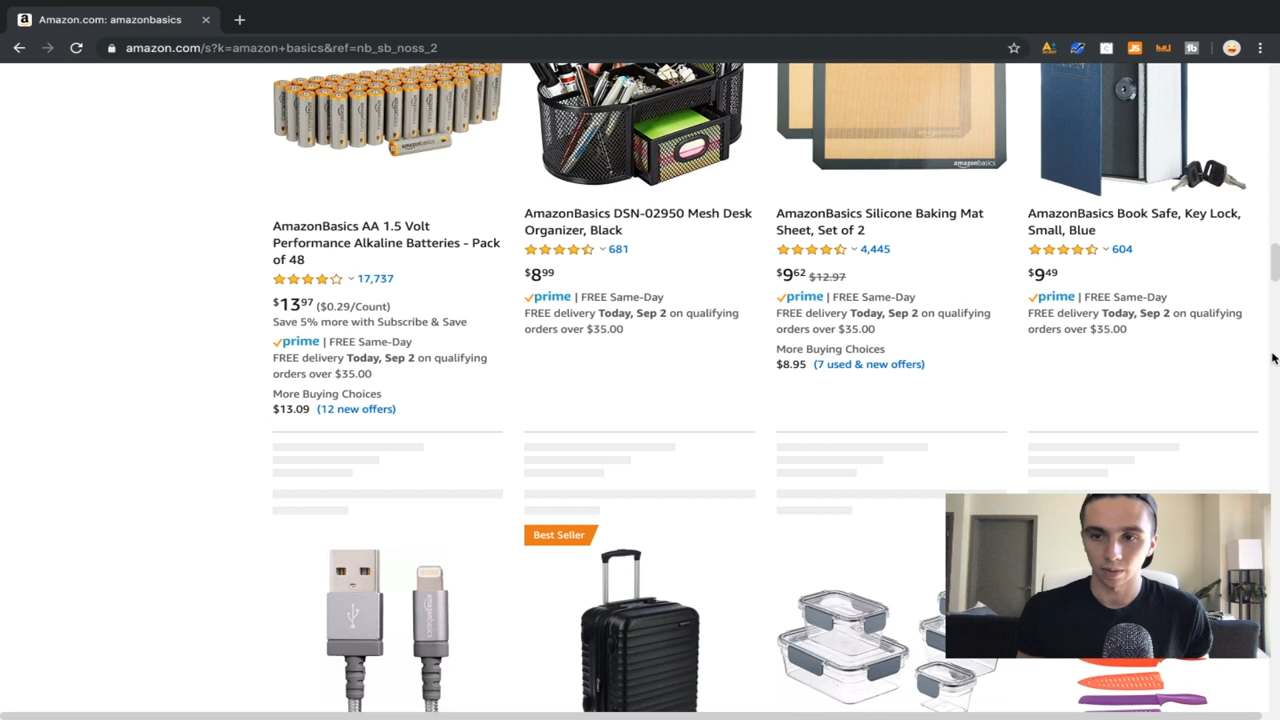 Amazon.com: amazonbasics
amazon.com/s?k=amazon+basics&ref=nb_sb_noss_2
amazonbasics
AmazonBasics AA 1.5 Volt
Performance Alkaline Batteries - Pack
of 48
17,737
$13.97 ($0.29/Count)
Save 5% more with Subscribe & Save
prime | FREE Same-Day
FREE delivery Today, Sep 2 on qualifying
orders over $35.00
More Buying Choices
$13.09 (12 new offers)
AmazonBasics DSN-02950 Mesh Desk
Organizer, Black
681
$8.99
prime | FREE Same-Day
FREE delivery Today, Sep 2 on qualifying
orders over $35.00
AmazonBasics Silicone Baking Mat
Sheet, Set of 2
4,445
$9.62 $12.97
prime | FREE Same-Day
FREE delivery Today, Sep 2 on qualifying
orders over $35.00
More Buying Choices
$8.95 (7 used & new offers)
AmazonBasics Book Safe, Key Lock,
Small, Blue
604
$9.49
prime | FREE Same-Day
FREE delivery Today, Sep 2 on qualifying
orders over $35.00
Best Seller